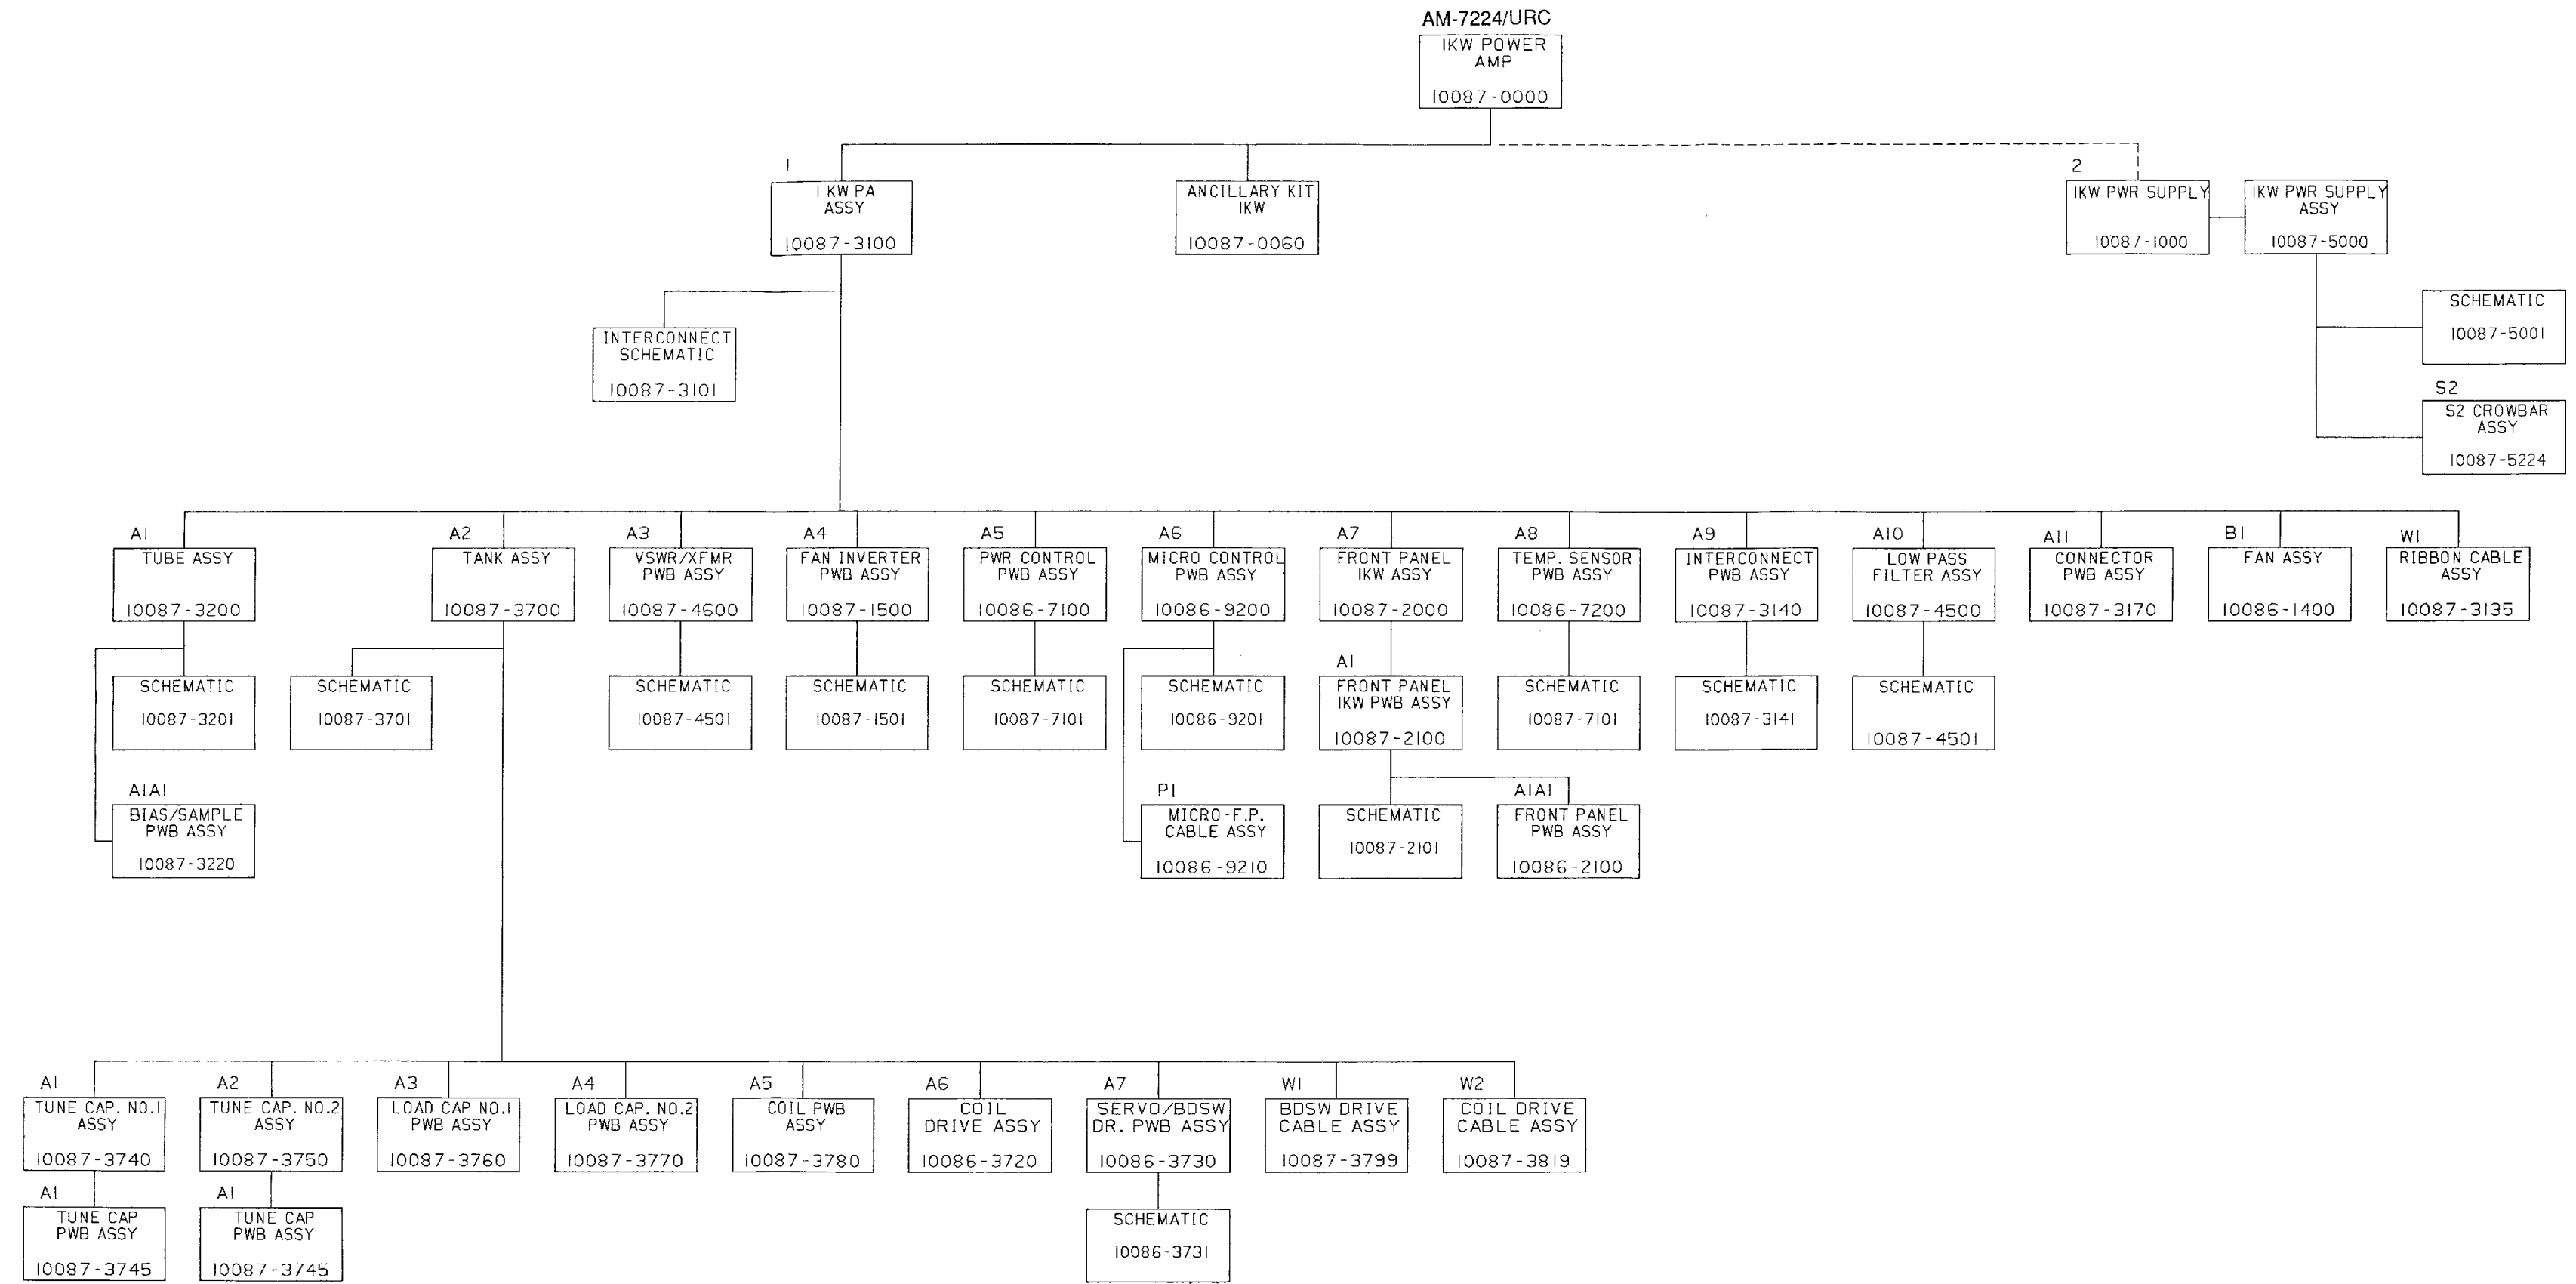 AM-7224/URC
1KW POWER
AMP
10087-0000
1
1 KW PA
ASSY
10087-3100
ANCILLARY KIT
1KW
10087-0060
2
1KW PWR SUPPLY
10087-1000
1KW PWR SUPPLY
ASSY
10087-5000
INTERCONNECT
SCHEMATIC
10087-3101
SCHEMATIC
10087-5001
S2
S2 CROWBAR
ASSY
10087-5224
A1
TUBE ASSY
10087-3200
A2
TANK ASSY
10087-3700
A3
VSWR/XFMR
PWB ASSY
10087-4600
A4
FAN INVERTER
PWB ASSY
10087-1500
A5
PWR CONTROL
PWB ASSY
10086-7100
A6
MICRO CONTROL
PWB ASSY
10086-9200
A7
FRONT PANEL
1KW ASSY
10087-2000
A8
TEMP. SENSOR
PWB ASSY
10086-7200
A9
INTERCONNECT
PWB ASSY
10087-3140
A10
LOW PASS
FILTER ASSY
10087-4500
A11
CONNECTOR
PWB ASSY
10087-3170
B1
FAN ASSY
10086-1400
W1
RIBBON CABLE
ASSY
10087-3135
SCHEMATIC
10087-3201
SCHEMATIC
10087-3701
SCHEMATIC
10087-4501
SCHEMATIC
10087-1501
SCHEMATIC
10087-7101
SCHEMATIC
10086-9201
A1
FRONT PANEL
1KW PWB ASSY
10087-2100
SCHEMATIC
10087-7101
SCHEMATIC
10087-3141
SCHEMATIC
10087-4501
A1A1
BIAS/SAMPLE
PWB ASSY
10087-3220
P1
MICRO-F.P.
CABLE ASSY
10086-9210
SCHEMATIC
10087-2101
A1A1
FRONT PANEL
PWB ASSY
10086-2100
A1
TUNE CAP. NO.1
ASSY
10087-3740
A2
TUNE CAP. NO.2
ASSY
10087-3750
A3
LOAD CAP NO.1
PWB ASSY
10087-3760
A4
LOAD CAP. NO.2
PWB ASSY
10087-3770
A5
COIL PWB
ASSY
10087-3780
A6
COIL
DRIVE ASSY
10086-3720
A7
SERVO/BDSW
DR. PWB ASSY
10086-3730
W1
BDSW DRIVE
CABLE ASSY
10087-3799
W2
COIL DRIVE
CABLE ASSY
10087-3819
A1
TUNE CAP
PWB ASSY
10087-3745
A1
TUNE CAP
PWB ASSY
10087-3745
SCHEMATIC
10086-3731